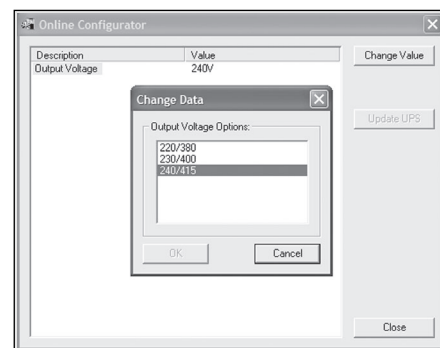 Online Configurator
Description Value
Output Voltage 240V
Change Value
Update UPS
Change Data
Output Voltage Options:
220/380
230/400
240/415
OK Cancel
Close